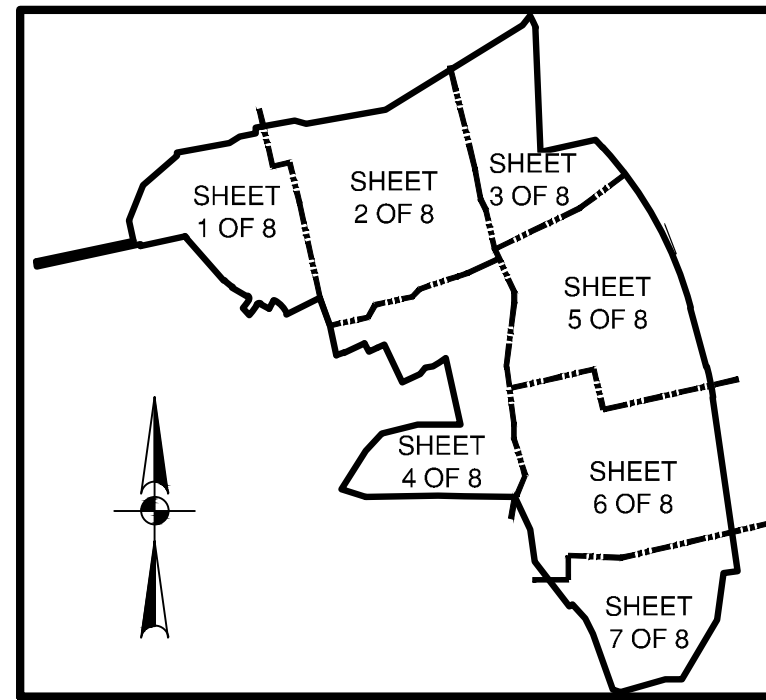 SHEET
1 OF 8
SHEET
2 OF 8
SHEET
3 OF 8
SHEET
4 OF 8
SHEET
5 OF 8
SHEET
6 OF 8
SHEET
7 OF 8